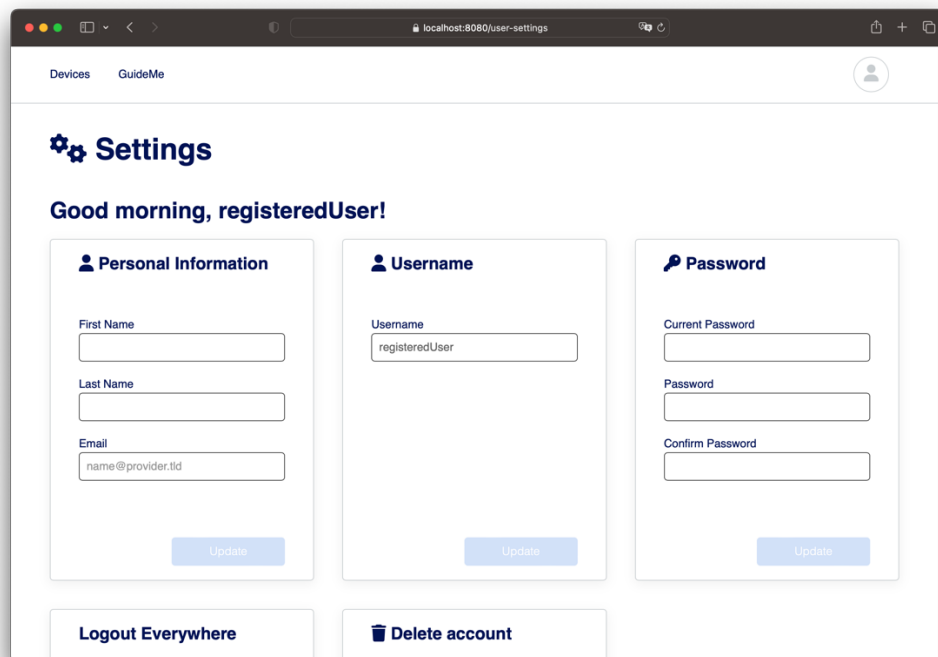 localhost:8080/user-settings
Devices GuideMe
Settings
Good morning, registeredUser!
Personal Information
First Name
Last Name
Email
name@provider.tld
Update
Username
Username
registeredUser
Update
Password
Current Password
Password
Confirm Password
Update
Logout Everywhere
Delete account